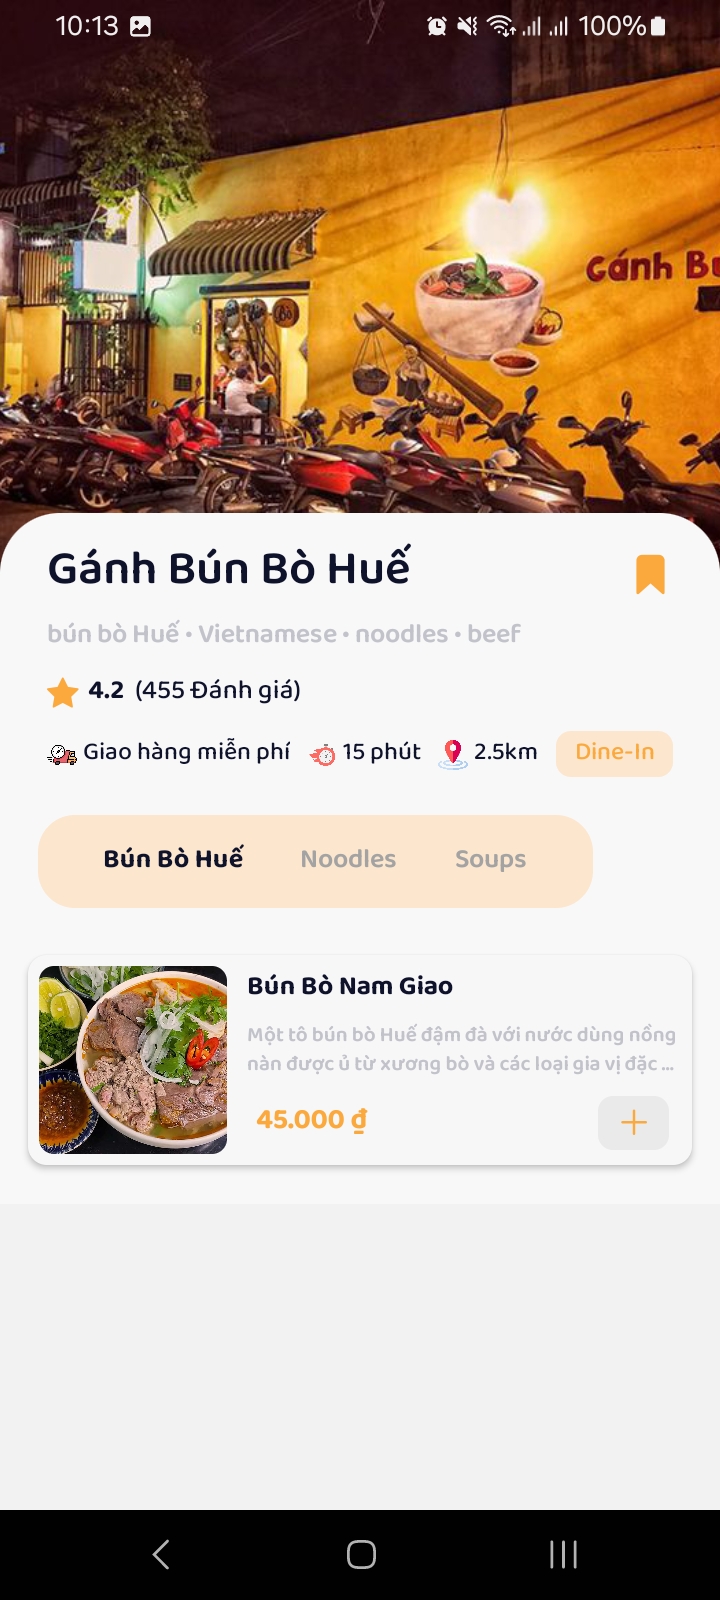 10:13 100%
Gánh Bu
Gánh Bún Bò Huế
bún bò Huế • Vietnamese • noodles • beef
4.2 (455 Đánh giá)
Giao hàng miễn phí 15 phút 2.5km Dine-In
Bún Bò Huế Noodles Soups
Bún Bò Nam Giao
Một tô bún bò Huế đậm đà với nước dùng nồng
nàn được ủ từ xương bò và các loại gia vị đặc ...
45.000 ₫